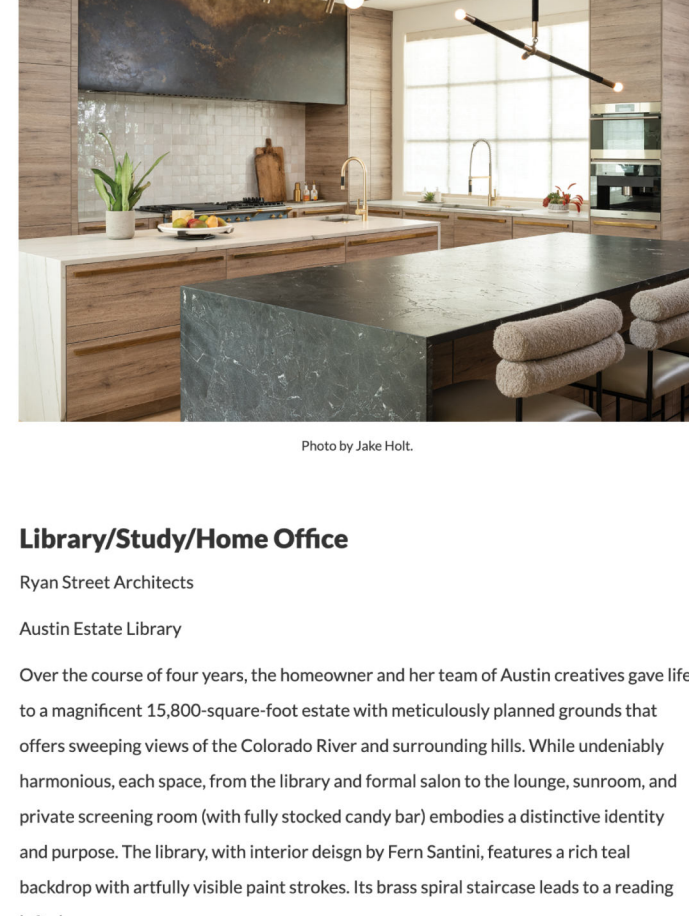 Photo by Jake Holt.
Library/Study/Home Office
Ryan Street Architects
Austin Estate Library
Over the course of four years, the homeowner and her team of Austin creatives gave life
to a magnificent 15,800-square-foot estate with meticulously planned grounds that
offers sweeping views of the Colorado River and surrounding hills. While undeniably
harmonious, each space, from the library and formal salon to the lounge, sunroom, and
private screening room (with fully stocked candy bar) embodies a distinctive identity
and purpose. The library, with interior deisgn by Fern Santini, features a rich teal
backdrop with artfully visible paint strokes. Its brass spiral staircase leads to a reading